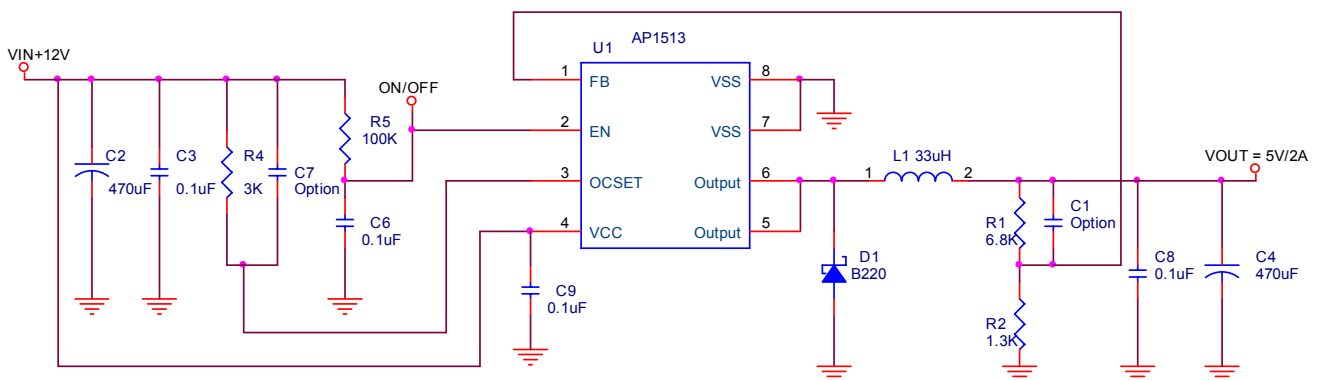 VIN+12V
C2
470uF
C3
0.1uF
R4
3K
C7
Option
R5
100K
ON/OFF
C6
0.1uF
C9
0.1uF
U1
AP1513
1
FB
2
EN
3
OCSET
4
VCC
8
VSS
7
VSS
6
Output
5
Output
L1 33uH
1
2
D1
B220
R1
6.8K
C1
Option
R2
1.3K
C8
0.1uF
C4
470uF
VOUT = 5V/2A